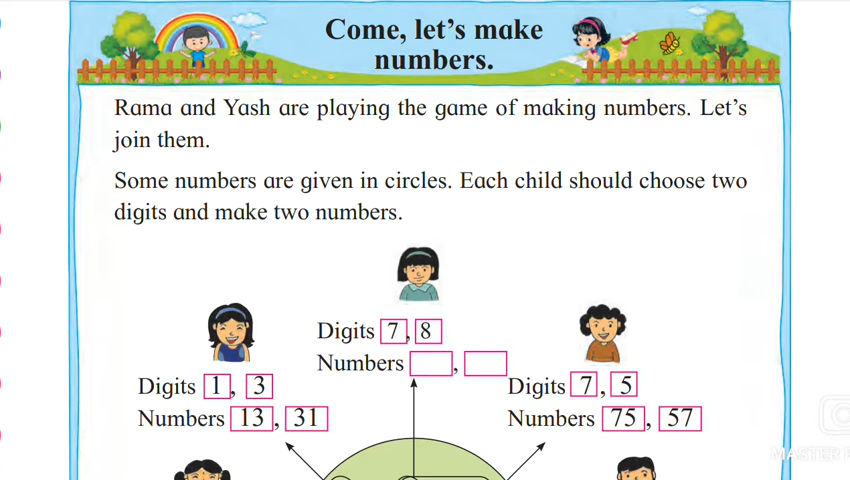 Come, let's make
numbers.
Rama and Yash are playing the game of making numbers. Let's
join them.
Some numbers are given in circles. Each child should choose two
digits and make two numbers.
Digits 7, 8
Numbers ,
Digits 1, 3
Numbers 13, 31
Digits 7, 5
Numbers 75, 57